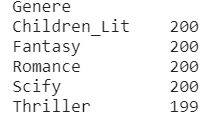 Genere
Children_Lit 200
Fantasy 200
Romance 200
Scify 200
Thriller 199